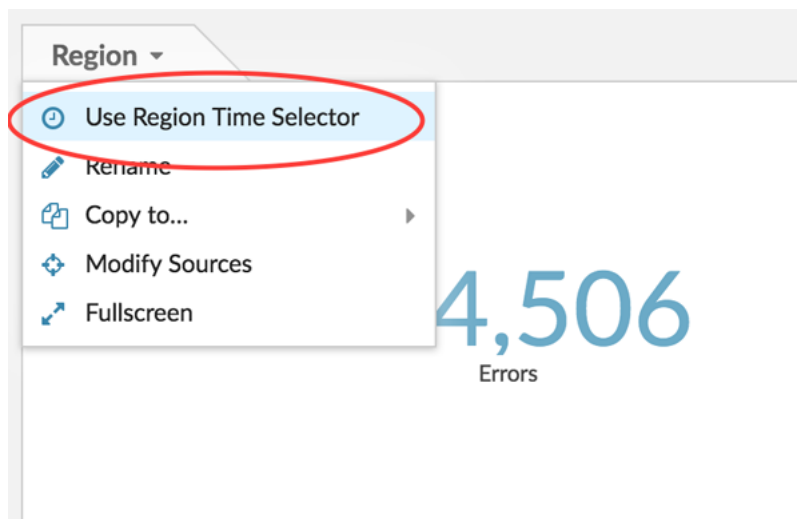 Region
Use Region Time Selector
Rename
Copy to...
Modify Sources
Fullscreen
4,506
Errors